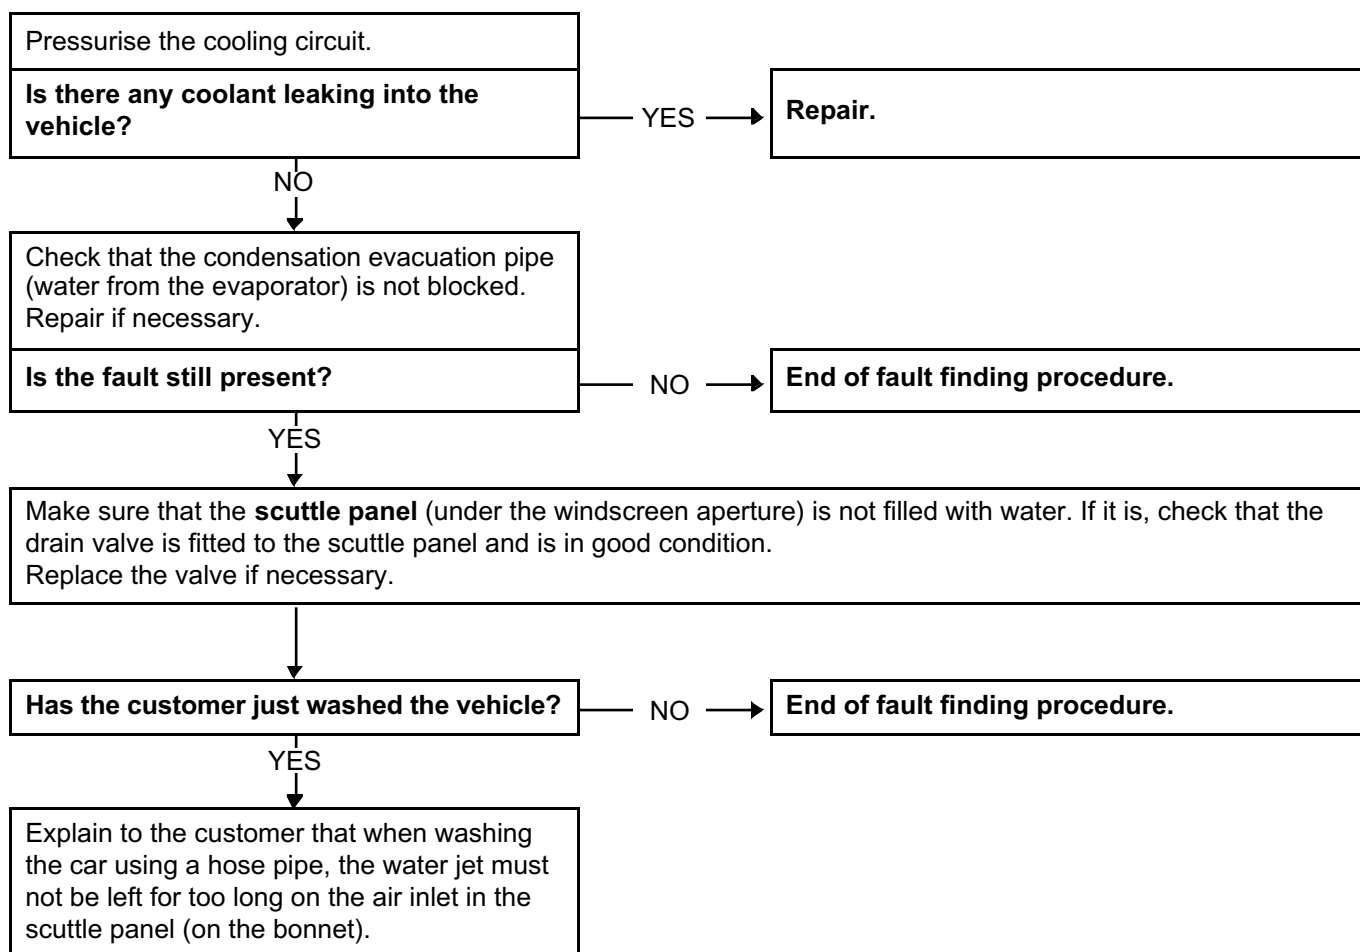 Pressurise the cooling circuit.
Is there any coolant leaking into the
vehicle?
YES
Repair.
NO
Check that the condensation evacuation pipe
(water from the evaporator) is not blocked.
Repair if necessary.
Is the fault still present?
NO
End of fault finding procedure.
YES
Make sure that the scuttle panel (under the windscreen aperture) is not filled with water. If it is, check that the
drain valve is fitted to the scuttle panel and is in good condition.
Replace the valve if necessary.
Has the customer just washed the vehicle?
NO
End of fault finding procedure.
YES
Explain to the customer that when washing
the car using a hose pipe, the water jet must
not be left for too long on the air inlet in the
scuttle panel (on the bonnet).